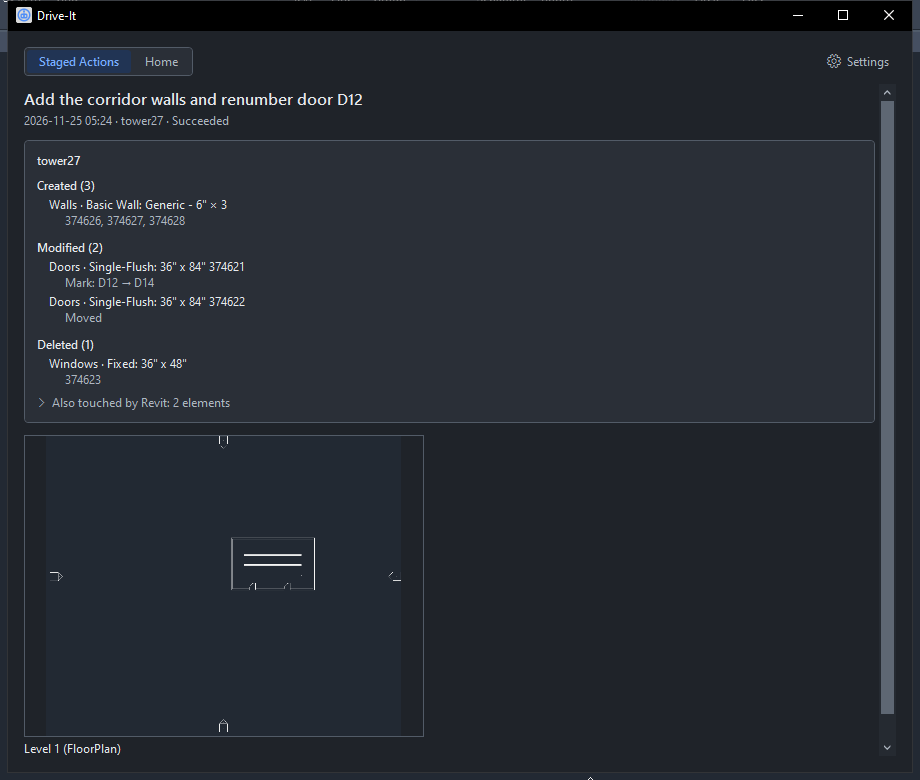 Drive-It
Staged Actions
Home
Settings
Add the corridor walls and renumber door D12
2026-11-25 05:24 · tower27 · Succeeded
tower27
Created (3)
Walls · Basic Wall: Generic - 6" × 3
374626, 374627, 374628
Modified (2)
Doors · Single-Flush: 36" x 84" 374621
Mark: D12 → D14
Doors · Single-Flush: 36" x 84" 374622
Moved
Deleted (1)
Windows · Fixed: 36" x 48"
374623
Also touched by Revit: 2 elements
Level 1 (FloorPlan)